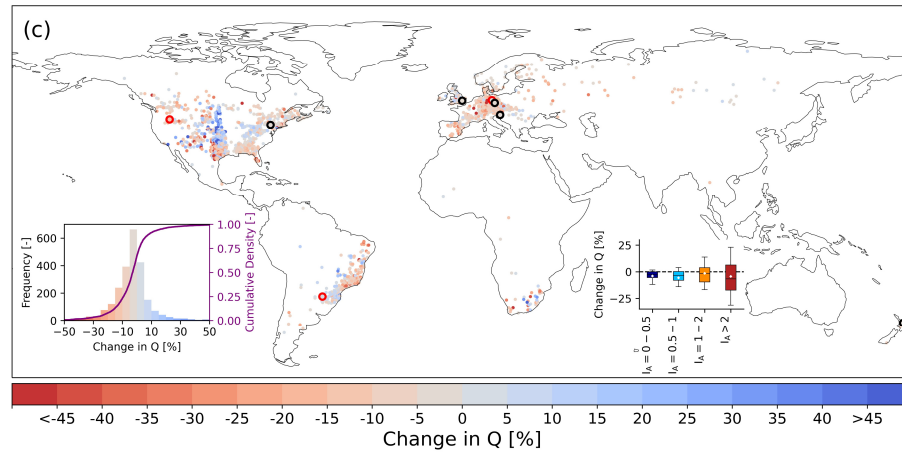 (c)
600
400
200
0
Frequency [-]
−50
−30
−10
10
30
50
Change in Q [%]
1.00
0.75
0.50
0.25
0.00
Cumulative Density [-]
25
0
−25
Change in Q [%]
I_A = 0 − 0.5
I_A = 0.5 − 1
I_A = 1 − 2
I_A > 2
<-45 -40 -35 -30 -25 -20 -15 -10 -5 0 5 10 15 20 25 30 35 40 >45
Change in Q [%]